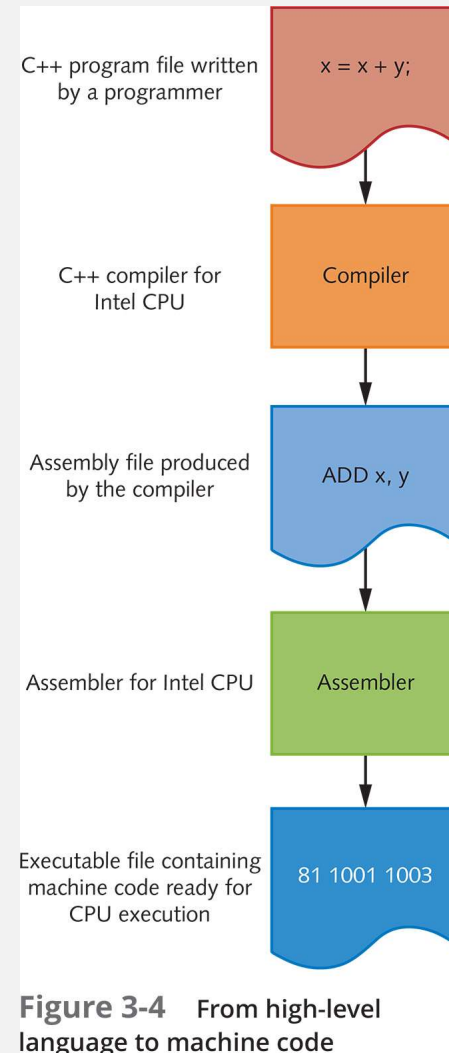 C++ program file written
by a programmer
x = x + y;
C++ compiler for
Intel CPU
Compiler
Assembly file produced
by the compiler
ADD x, y
Assembler for Intel CPU
Assembler
Executable file containing
machine code ready for
CPU execution
81 1001 1003
Figure 3-4 From high-level
language to machine code